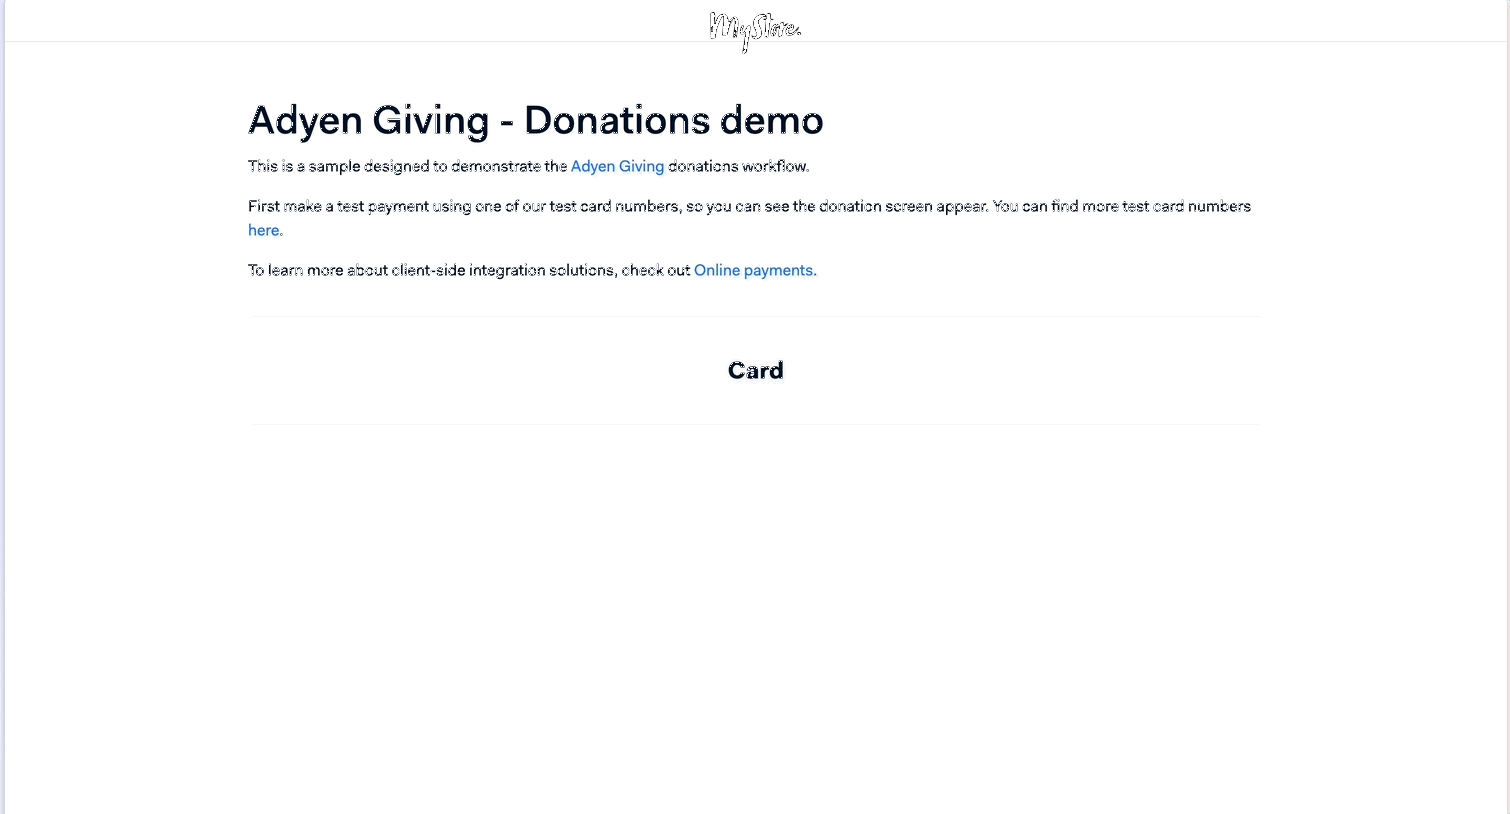 MyStore.
Adyen Giving - Donations demo
This is a sample designed to demonstrate the Adyen Giving donations workflow.
First make a test payment using one of our test card numbers, so you can see the donation screen appear. You can find more test card numbers
here.
To learn more about client-side integration solutions, check out Online payments.
Card